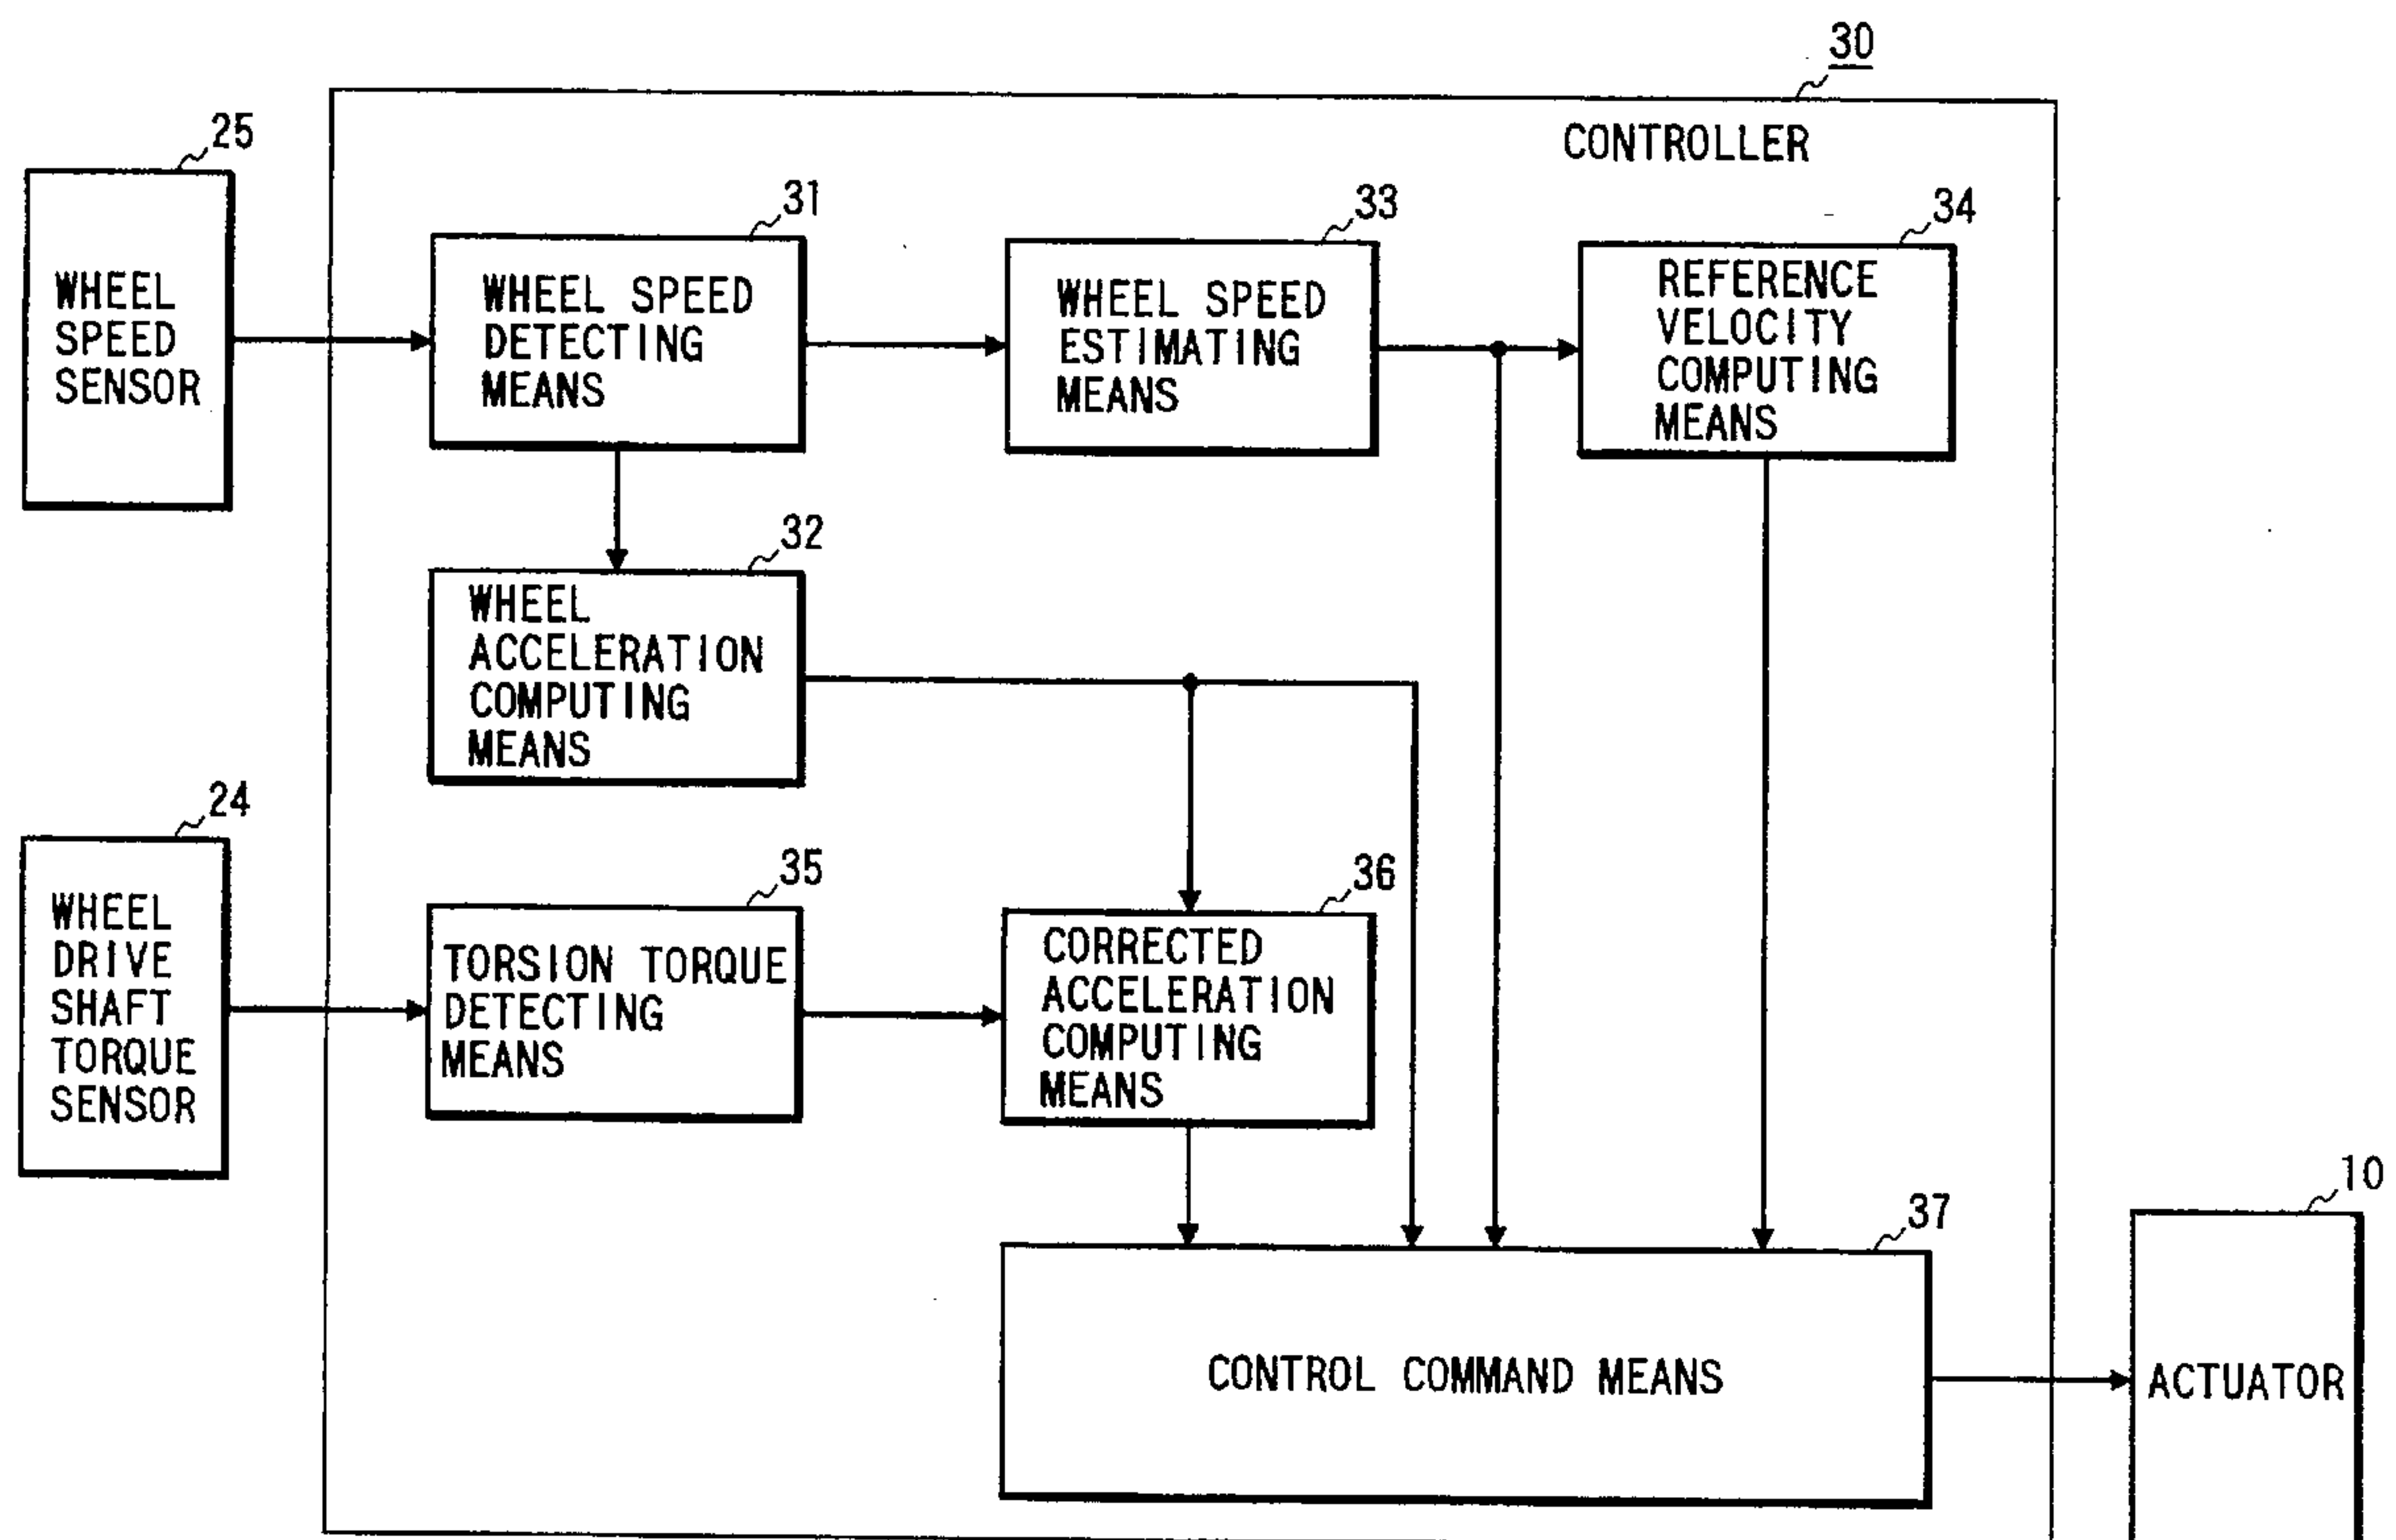 30
CONTROLLER
25
WHEEL
SPEED
SENSOR
31
WHEEL SPEED
DETECTING
MEANS
33
WHEEL SPEED
ESTIMATING
MEANS
34
REFERENCE
VELOCITY
COMPUTING
MEANS
32
WHEEL
ACCELERATION
COMPUTING
MEANS
24
WHEEL
DRIVE
SHAFT
TORQUE
SENSOR
35
TORSION TORQUE
DETECTING
MEANS
36
CORRECTED
ACCELERATION
COMPUTING
MEANS
37
CONTROL COMMAND MEANS
10
ACTUATOR